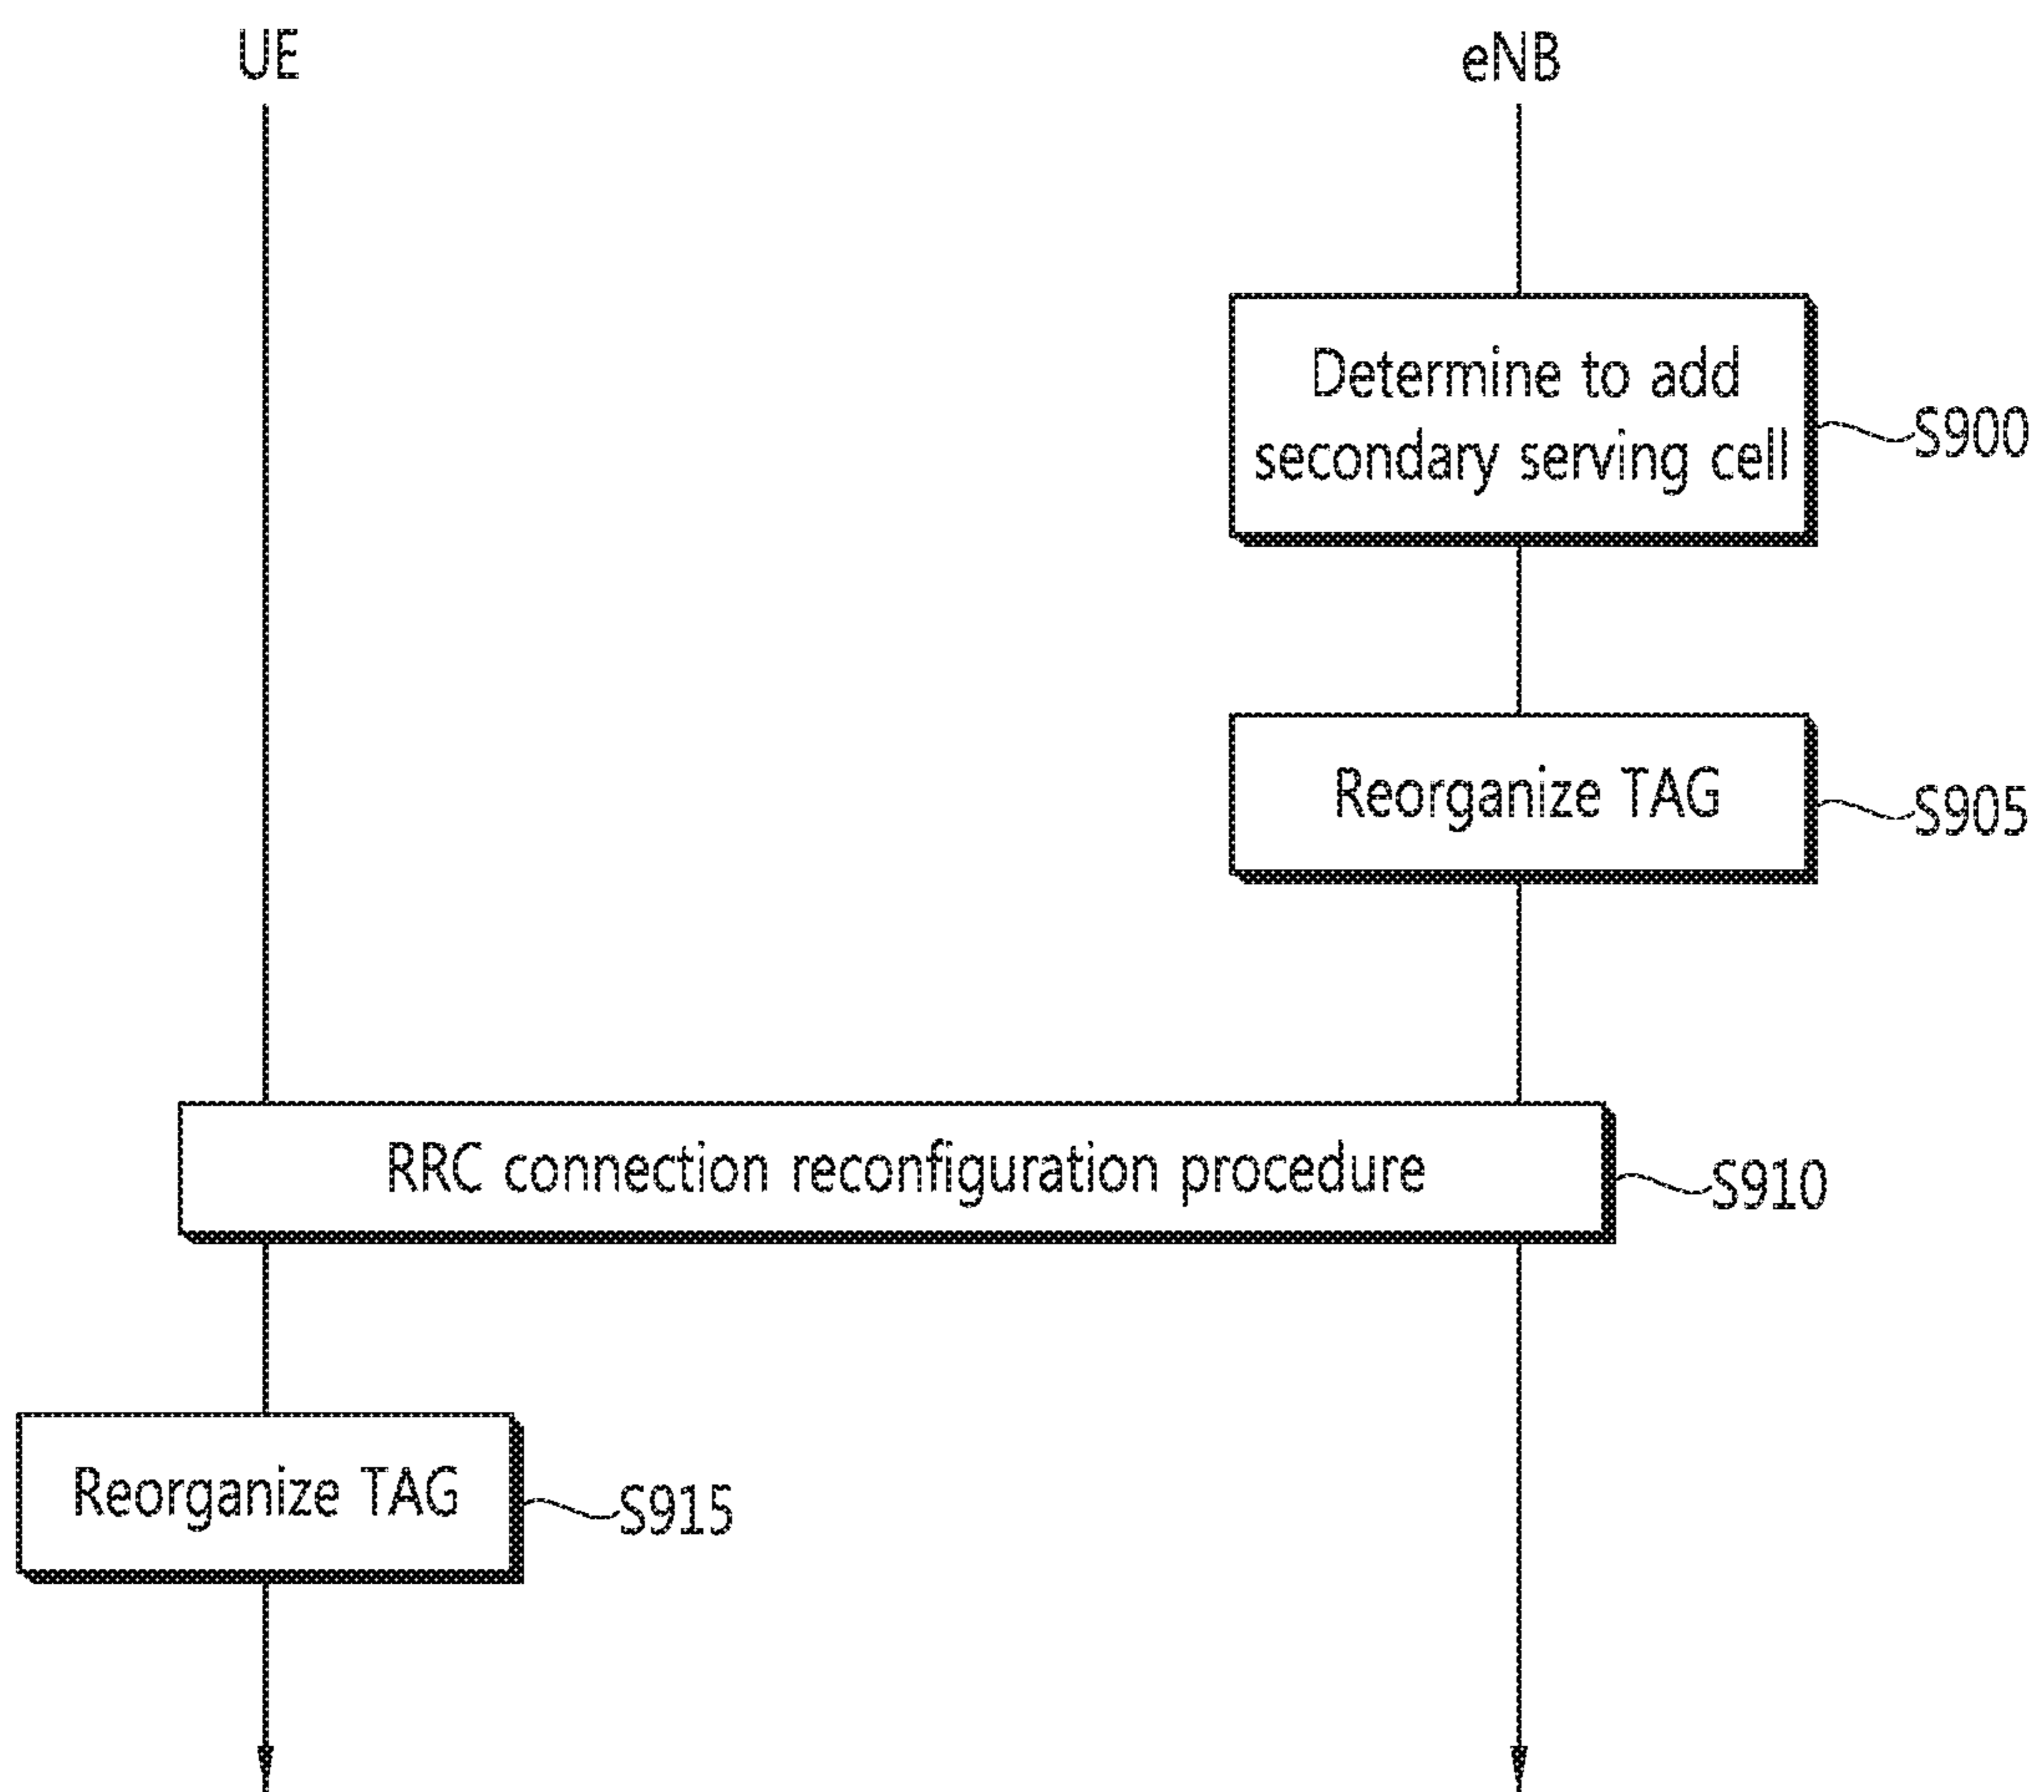 UE
eNB
Determine to add
secondary serving cell
S900
Reorganize TAG
S905
RRC connection reconfiguration procedure
S910
Reorganize TAG
S915